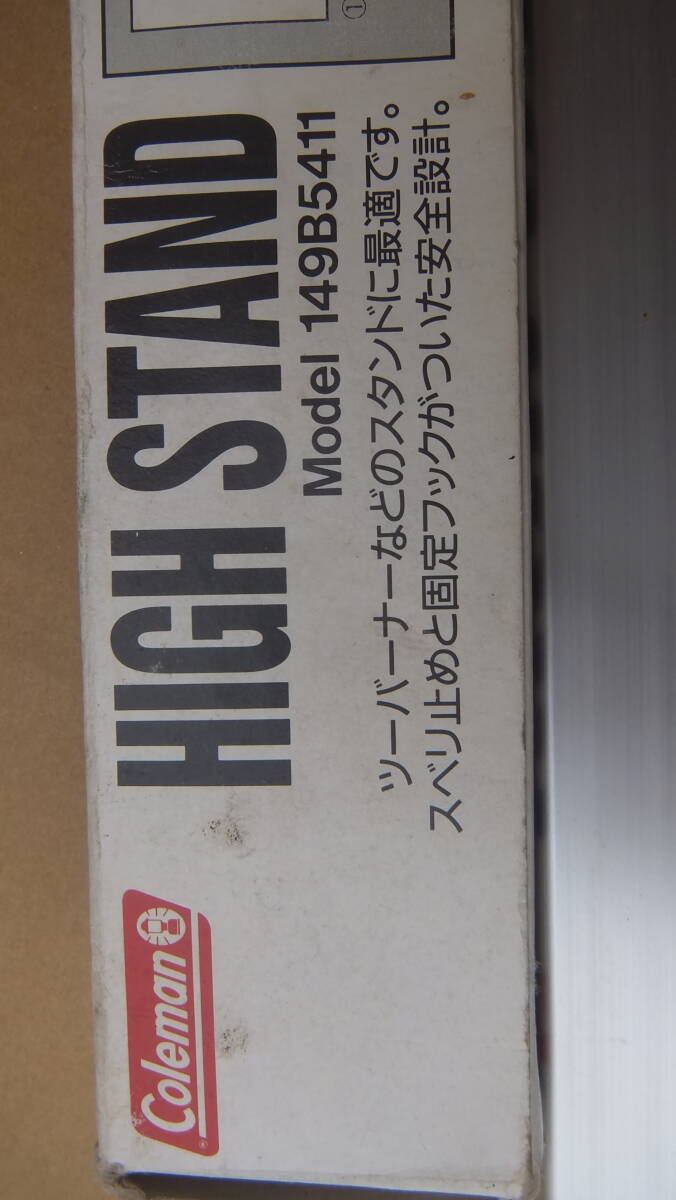 Coleman®
HIGH STAND
Model 149B5411
ツーバーナーなどのスタンドに最適です。
スベリ止めと固定フックがついた安全設計。
①